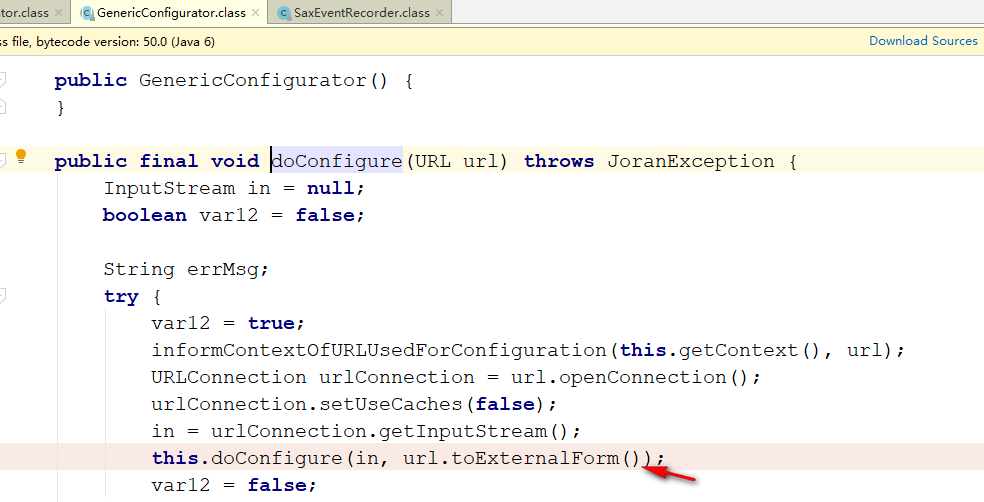 tor.class × GenericConfigurator.class × SaxEventRecorder.class ×
ss file, bytecode version: 50.0 (Java 6) Download Sources
public GenericConfigurator() {
}
public final void doConfigure(URL url) throws JoranException {
InputStream in = null;
boolean var12 = false;
String errMsg;
try {
var12 = true;
informContextOfURLUsedForConfiguration(this.getContext(), url);
URLConnection urlConnection = url.openConnection();
urlConnection.setUseCaches(false);
in = urlConnection.getInputStream();
this.doConfigure(in, url.toExternalForm());
var12 = false;